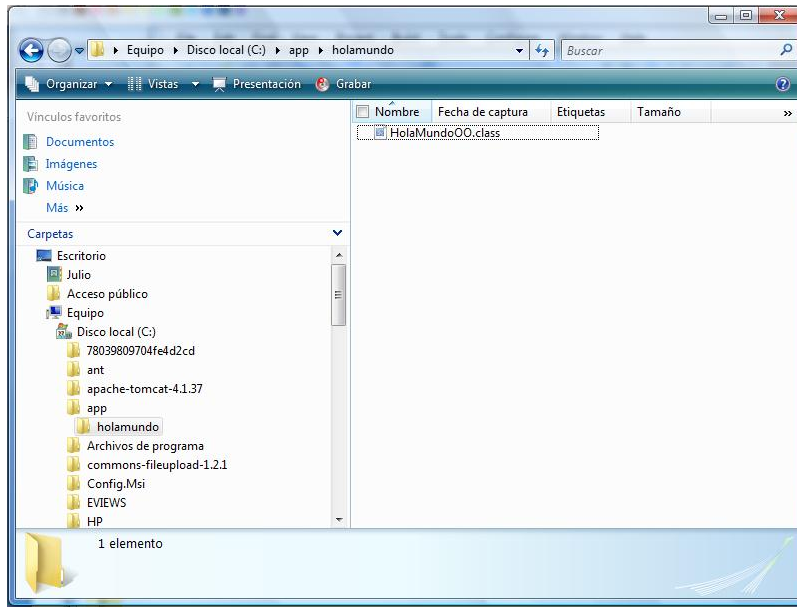 Equipo Disco local (C:) app holamundo Buscar
Organizar Vistas Presentación Grabar
Vínculos favoritos
Documentos
Imágenes
Música
Más »
Carpetas
Escritorio
Julio
Acceso público
Equipo
Disco local (C:)
78039809704fe4d2cd
ant
apache-tomcat-4.1.37
app
holamundo
Archivos de programa
commons-fileupload-1.2.1
Config.Msi
EVIEWS
HP
Nombre Fecha de captura Etiquetas Tamaño »
HolaMundoOO.class
1 elemento